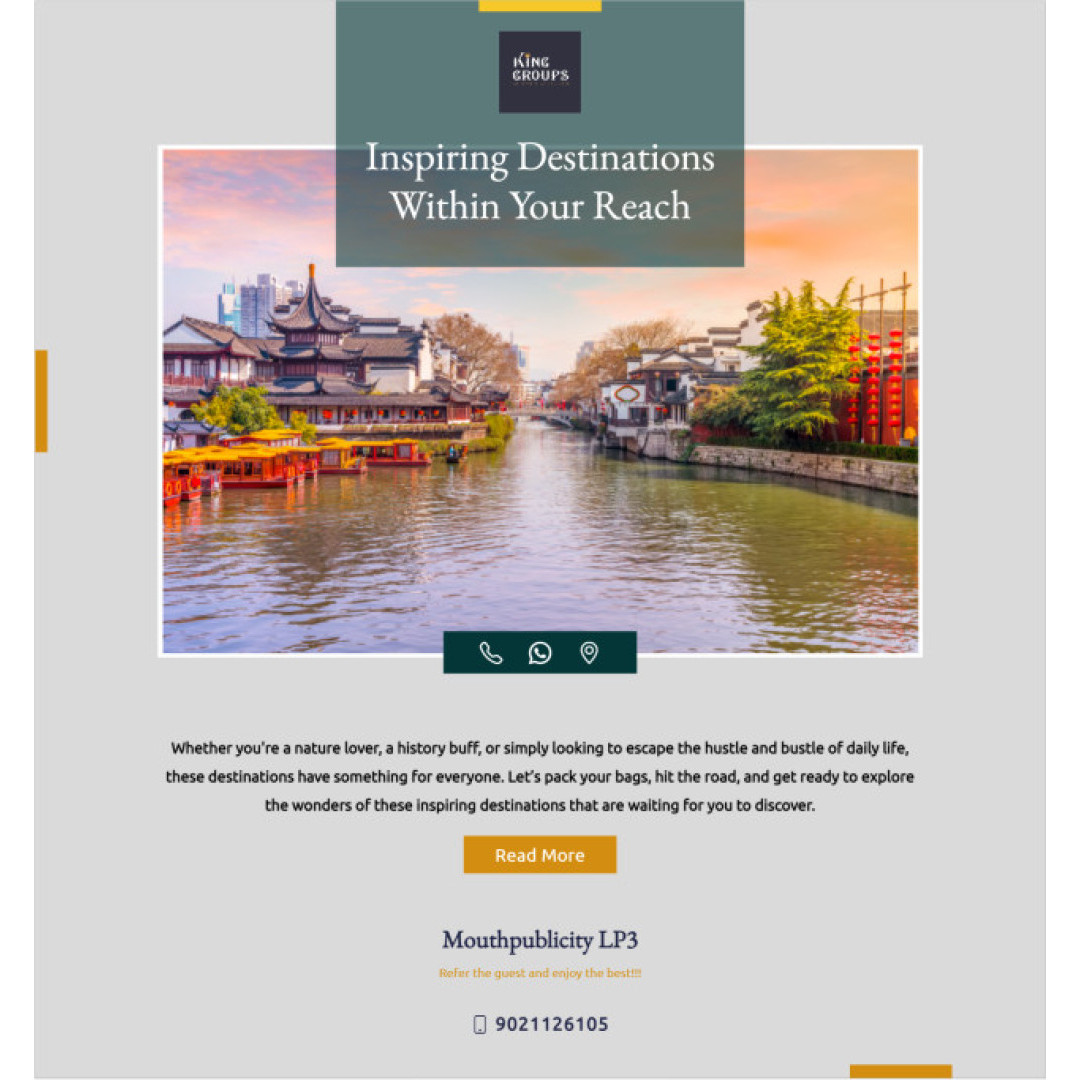 KING
GROUPS
Inspiring Destinations
Within Your Reach
Whether you're a nature lover, a history buff, or simply looking to escape the hustle and bustle of daily life,
these destinations have something for everyone. Let’s pack your bags, hit the road, and get ready to explore
the wonders of these inspiring destinations that are waiting for you to discover.
Read More
Mouthpublicity LP3
Refer the guest and enjoy the best!!!
9021126105